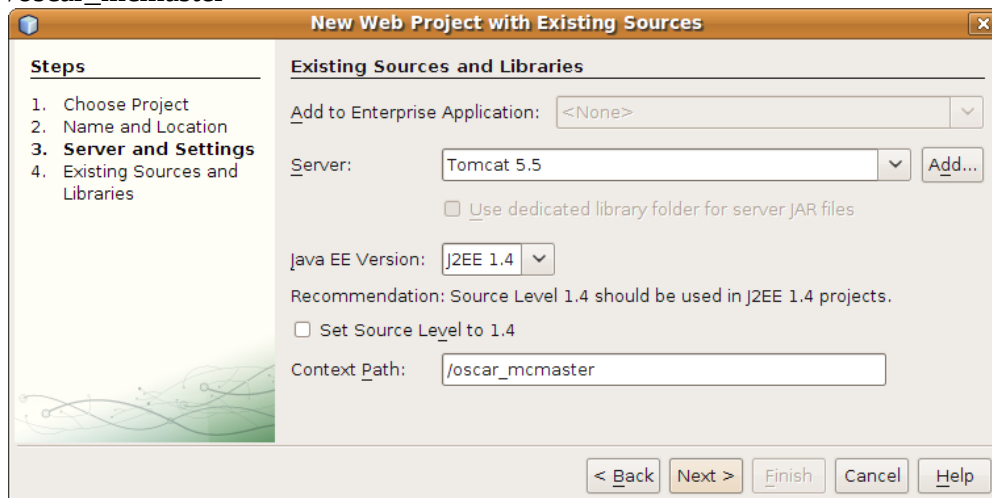 /oscar_mcmaster
New Web Project with Existing Sources
Steps
1. Choose Project
2. Name and Location
3. Server and Settings
4. Existing Sources and
Libraries
Existing Sources and Libraries
Add to Enterprise Application: <None>
Server: Tomcat 5.5 Add...
Use dedicated library folder for server JAR files
Java EE Version: J2EE 1.4
Recommendation: Source Level 1.4 should be used in J2EE 1.4 projects.
Set Source Level to 1.4
Context Path: /oscar_mcmaster
< Back Next > Finish Cancel Help